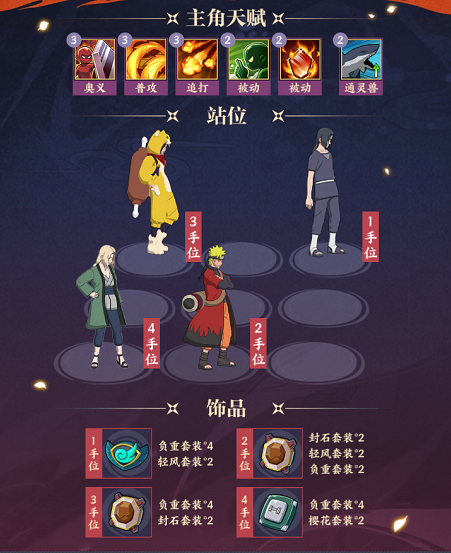 主角天赋
3 3 3 2 2 2
奥义 普攻 追打 被动 被动 通灵兽
站位
1手位
3手位
2手位
4手位
饰品
1手位
负重套装*4
轻风套装*2
2手位
封石套装*2
轻风套装*2
负重套装*2
3手位
负重套装*4
封石套装*2
4手位
负重套装*4
樱花套装*2